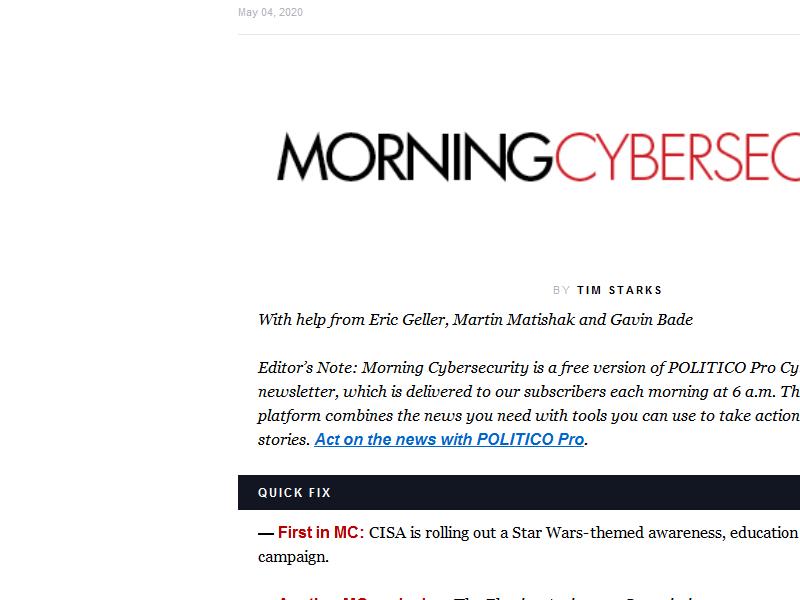 May 04, 2020
MORNINGCYBERSEC
BY TIM STARKS
With help from Eric Geller, Martin Matishak and Gavin Bade
Editor’s Note: Morning Cybersecurity is a free version of POLITICO Pro Cy
newsletter, which is delivered to our subscribers each morning at 6 a.m. Th
platform combines the news you need with tools you can use to take action
stories. Act on the news with POLITICO Pro.
QUICK FIX
— First in MC: CISA is rolling out a Star Wars-themed awareness, education
campaign.